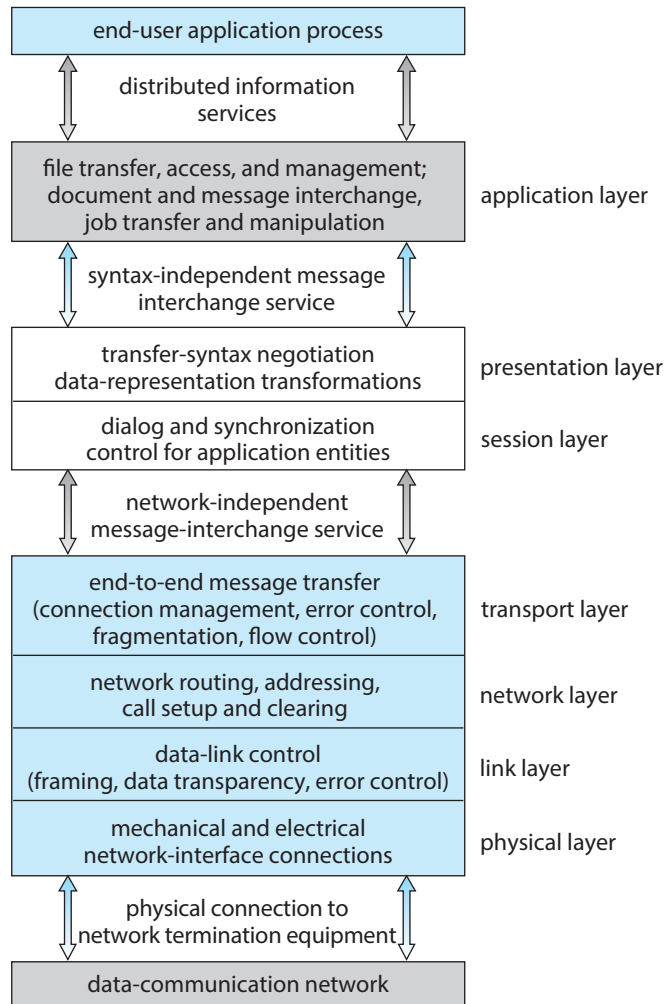 end-user application process
distributed information
services
file transfer, access, and management;
document and message interchange,
job transfer and manipulation
application layer
syntax-independent message
interchange service
transfer-syntax negotiation
data-representation transformations
presentation layer
dialog and synchronization
control for application entities
session layer
network-independent
message-interchange service
end-to-end message transfer
(connection management, error control,
fragmentation, flow control)
transport layer
network routing, addressing,
call setup and clearing
network layer
data-link control
(framing, data transparency, error control)
link layer
mechanical and electrical
network-interface connections
physical layer
physical connection to
network termination equipment
data-communication network